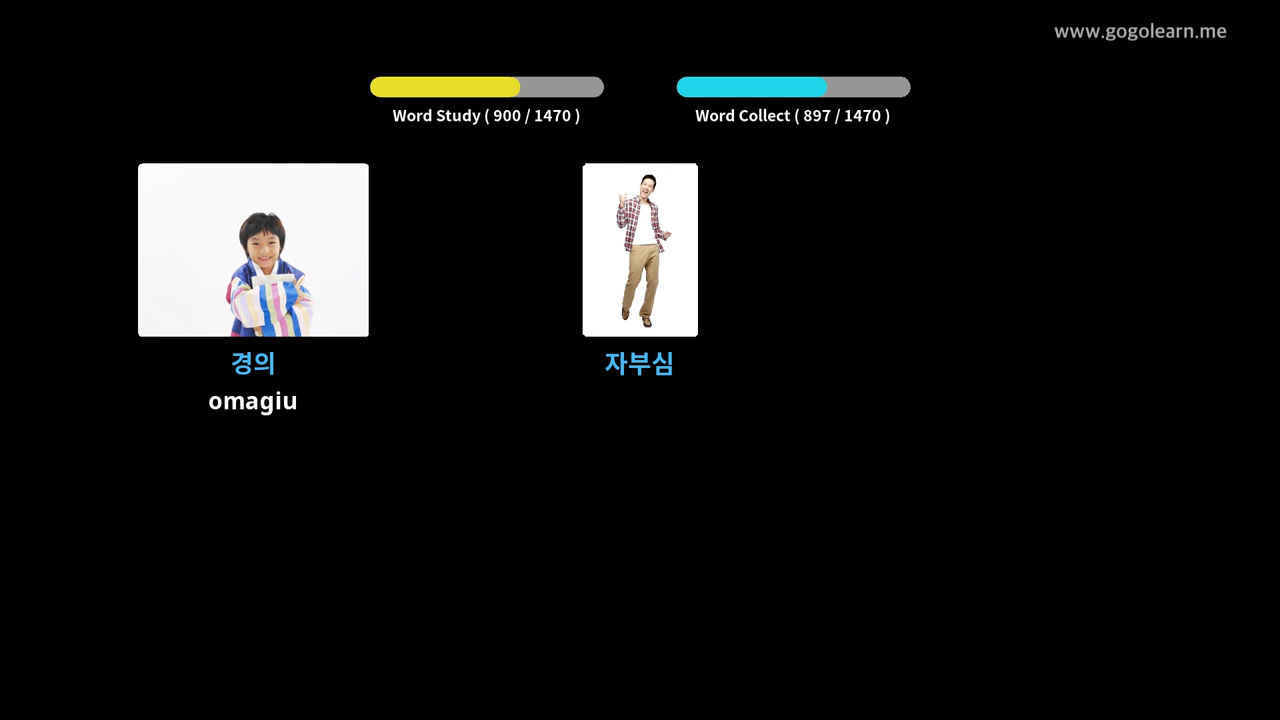 www.gogolearn.me
Word Study ( 900 / 1470 )
Word Collect ( 897 / 1470 )
경의
자부심
omagiu